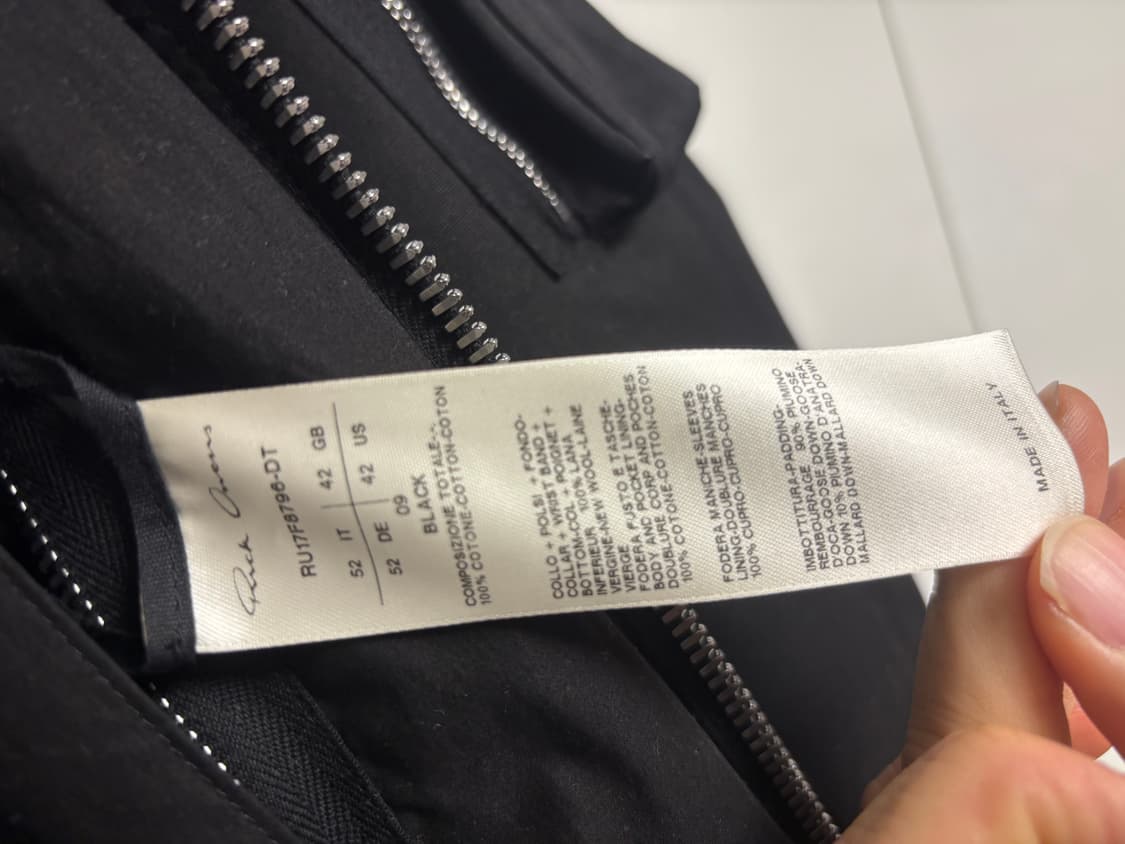 Rick Owens
RU17F8796-DT
52 IT 42 GB
52 DE 42 US
09
BLACK
COMPOSIZIONE TOTALE-.
100% COTONE-COTTON-COTON
COLLO + POLSI + FONDO-
COLLAR + WRIST BAND +
BOTTOM-COL + POIGNET +
INFERIEUR 100% LANA
VERGINE-NEW WOOL-LAINE
VIERGE
FODERA FUSTO E TASCHE-
BODY AND POCKET LINING-
DOUBLURE CORP AND POCHES
100% COTONE-COTTON-COTON
FODERA MANICHE-SLEEVES
LINING-DOUBLURE MANCHES
100% CUPRO-CUPRO-CUPRO
IMBOTTITURA-PADDING-
REMBOURRAGE 90% PIUMINO
D'OCA-GOOSE DOWN-GOOSE
DOWN 10% PIUMINO D'ANATRA-
MALLARD DOWN-MALLARD DOWN
MADE IN ITALY